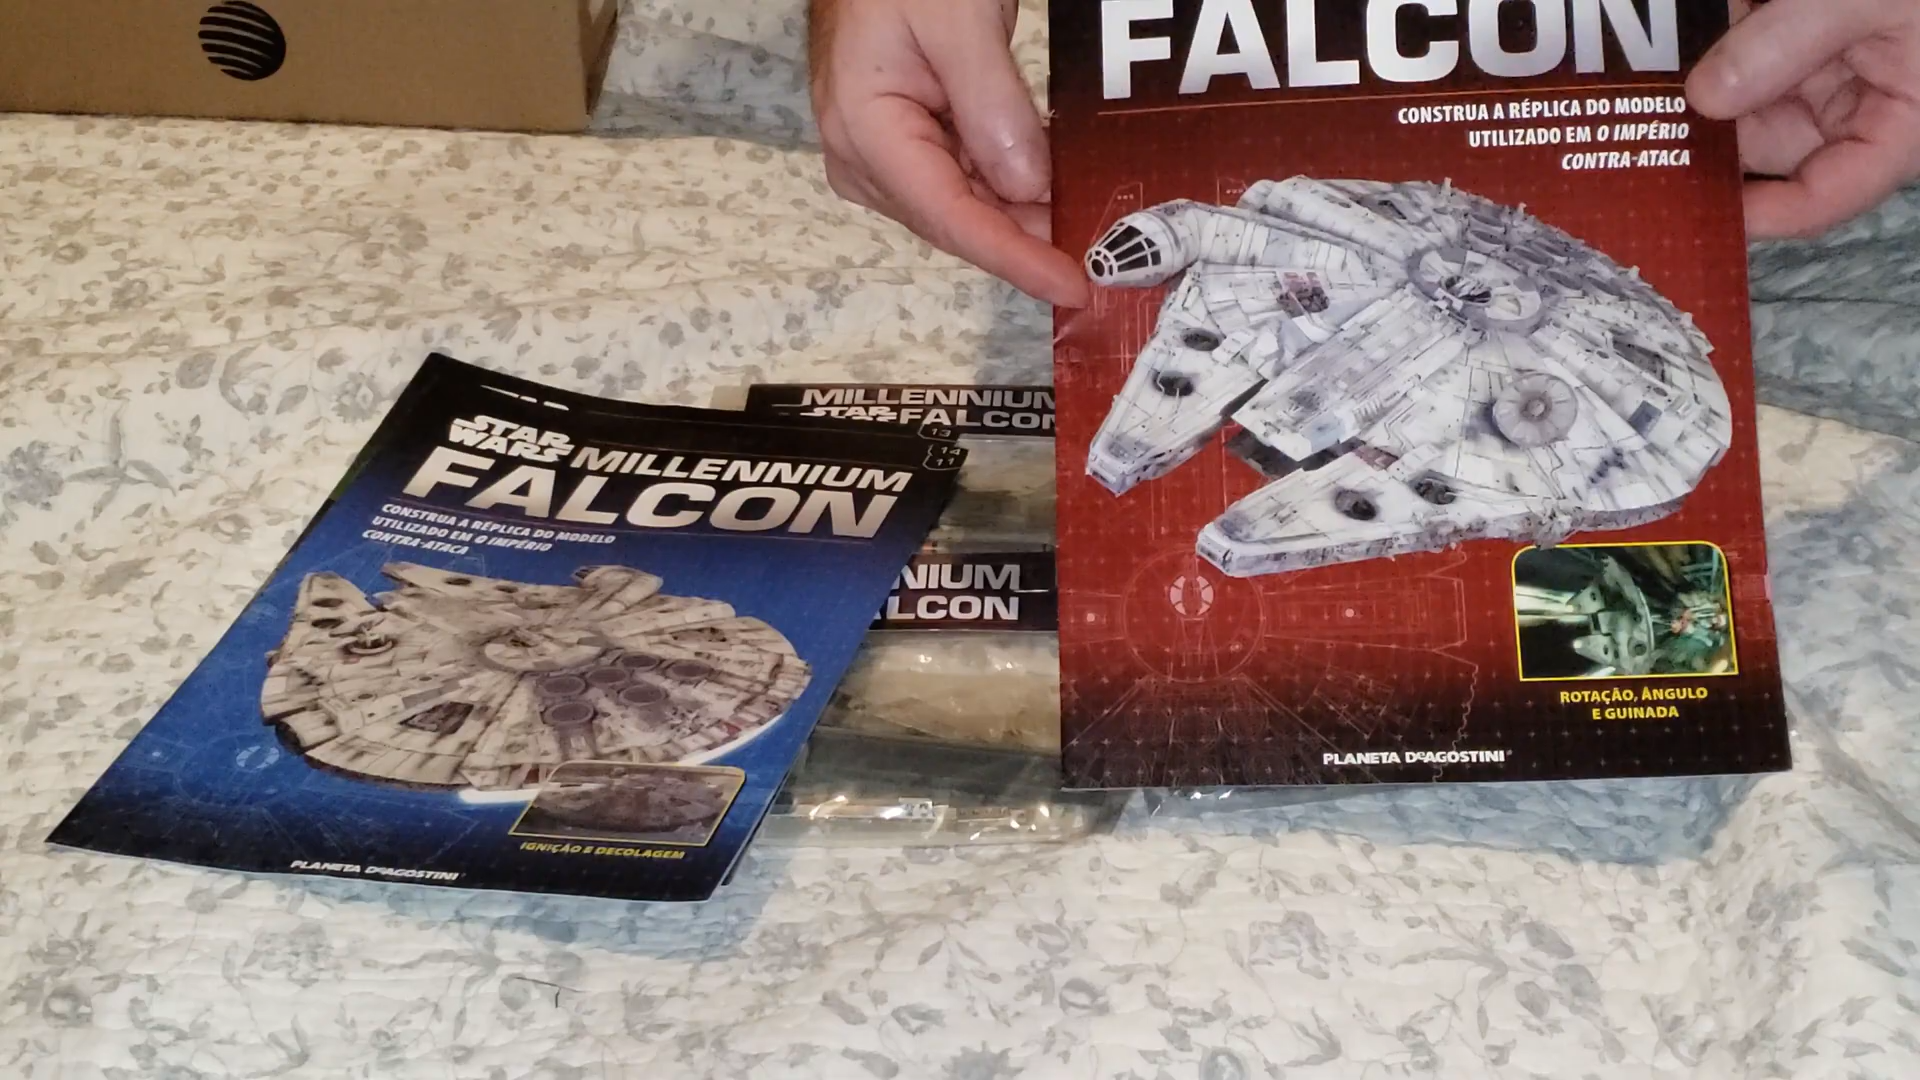 FALCON
CONSTRUA A RÉPLICA DO MODELO
UTILIZADO EM O IMPÉRIO
CONTRA-ATACA
ROTAÇÃO, ÂNGULO
E GUINADA
PLANETA DeAGOSTINI
STAR
WARS
MILLENNIUM
FALCON
CONSTRUA A RÉPLICA DO MODELO
UTILIZADO EM O IMPÉRIO
CONTRA-ATACA
IGNIÇÃO E DECOLAGEM
PLANETA DeAGOSTINI
MILLENNIUM
STAR
FALCON
13
14
11
NIUM
LCON